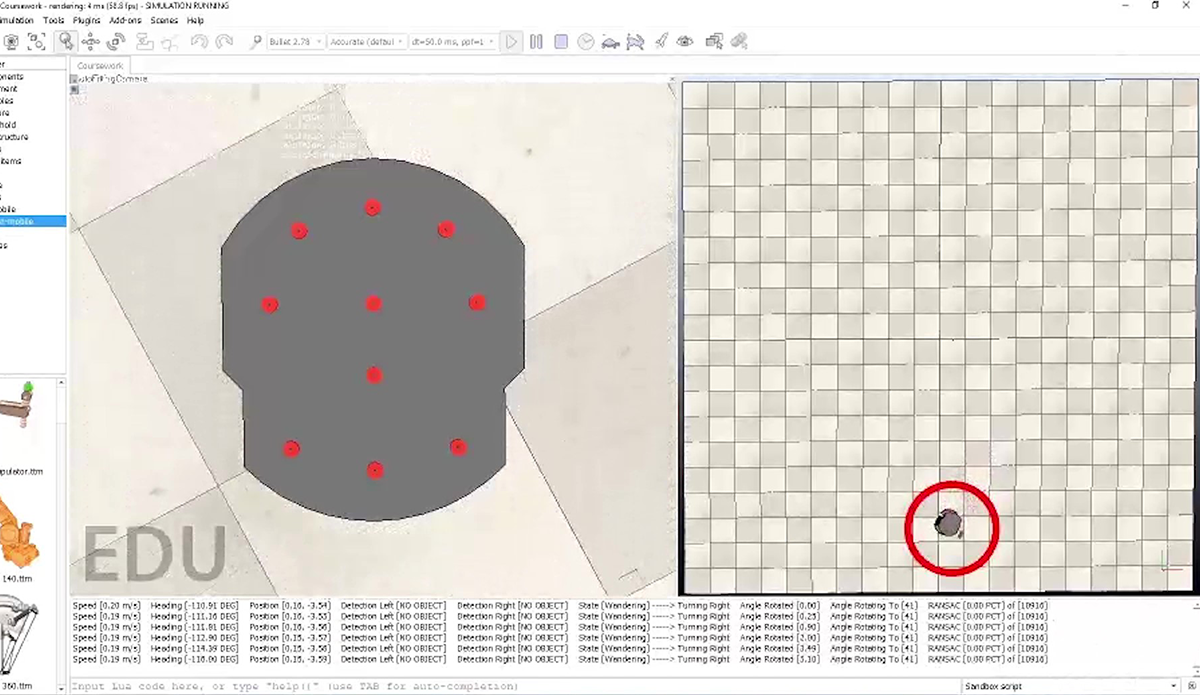 Coursework - rendering: 4 ms (58.8 fps) - SIMULATION RUNNING
Tools Plugins Add-ons Scenes Help
Bullet 2.78 Accurate (defaul dt=50.0 ms, ppf=1
Coursework
EDU
140.ttm
360.ttm
Speed [0.20 m/s] Heading [-110.91 DEG] Position [0.16, -3.54] Detection Left [NO OBJECT] Detection Right [NO OBJECT] State [Wandering] ----> Turning Right Angle Rotated [0.00] Angle Rotating To [41] RANSAC [0.00 PCT] of [10916]
Speed [0.19 m/s] Heading [-111.16 DEG] Position [0.16, -3.55] Detection Left [NO OBJECT] Detection Right [NO OBJECT] State [Wandering] ----> Turning Right Angle Rotated [0.25] Angle Rotating To [41] RANSAC [0.00 PCT] of [10916]
Speed [0.19 m/s] Heading [-111.81 DEG] Position [0.16, -3.56] Detection Left [NO OBJECT] Detection Right [NO OBJECT] State [Wandering] ----> Turning Right Angle Rotated [0.90] Angle Rotating To [41] RANSAC [0.00 PCT] of [10916]
Speed [0.19 m/s] Heading [-112.90 DEG] Position [0.15, -3.57] Detection Left [NO OBJECT] Detection Right [NO OBJECT] State [Wandering] ----> Turning Right Angle Rotated [2.00] Angle Rotating To [41] RANSAC [0.00 PCT] of [10916]
Speed [0.19 m/s] Heading [-114.39 DEG] Position [0.15, -3.58] Detection Left [NO OBJECT] Detection Right [NO OBJECT] State [Wandering] ----> Turning Right Angle Rotated [3.49] Angle Rotating To [41] RANSAC [0.00 PCT] of [10916]
Speed [0.19 m/s] Heading [-116.00 DEG] Position [0.15, -3.59] Detection Left [NO OBJECT] Detection Right [NO OBJECT] State [Wandering] ----> Turning Right Angle Rotated [5.10] Angle Rotating To [41] RANSAC [0.00 PCT] of [10916]
Input Lua code here, or type "help()" (use TAB for auto-completion) Sandbox script